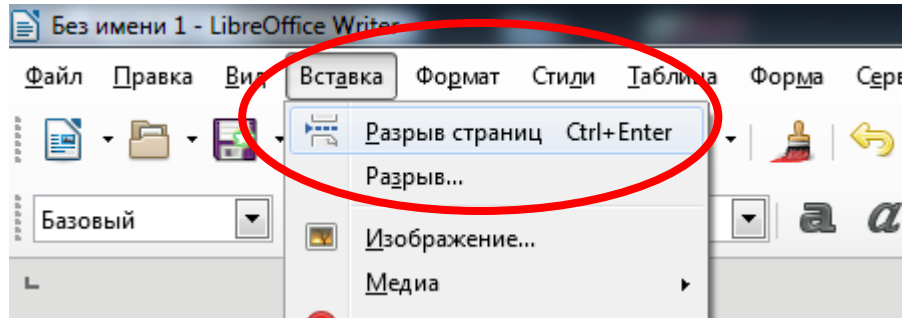 Без имени 1 - LibreOffice Writer
Файл Правка Вид Вставка Формат Стили Таблица Форма
Разрыв страниц Ctrl+Enter
Разрыв...
Базовый
Изображение...
Медиа